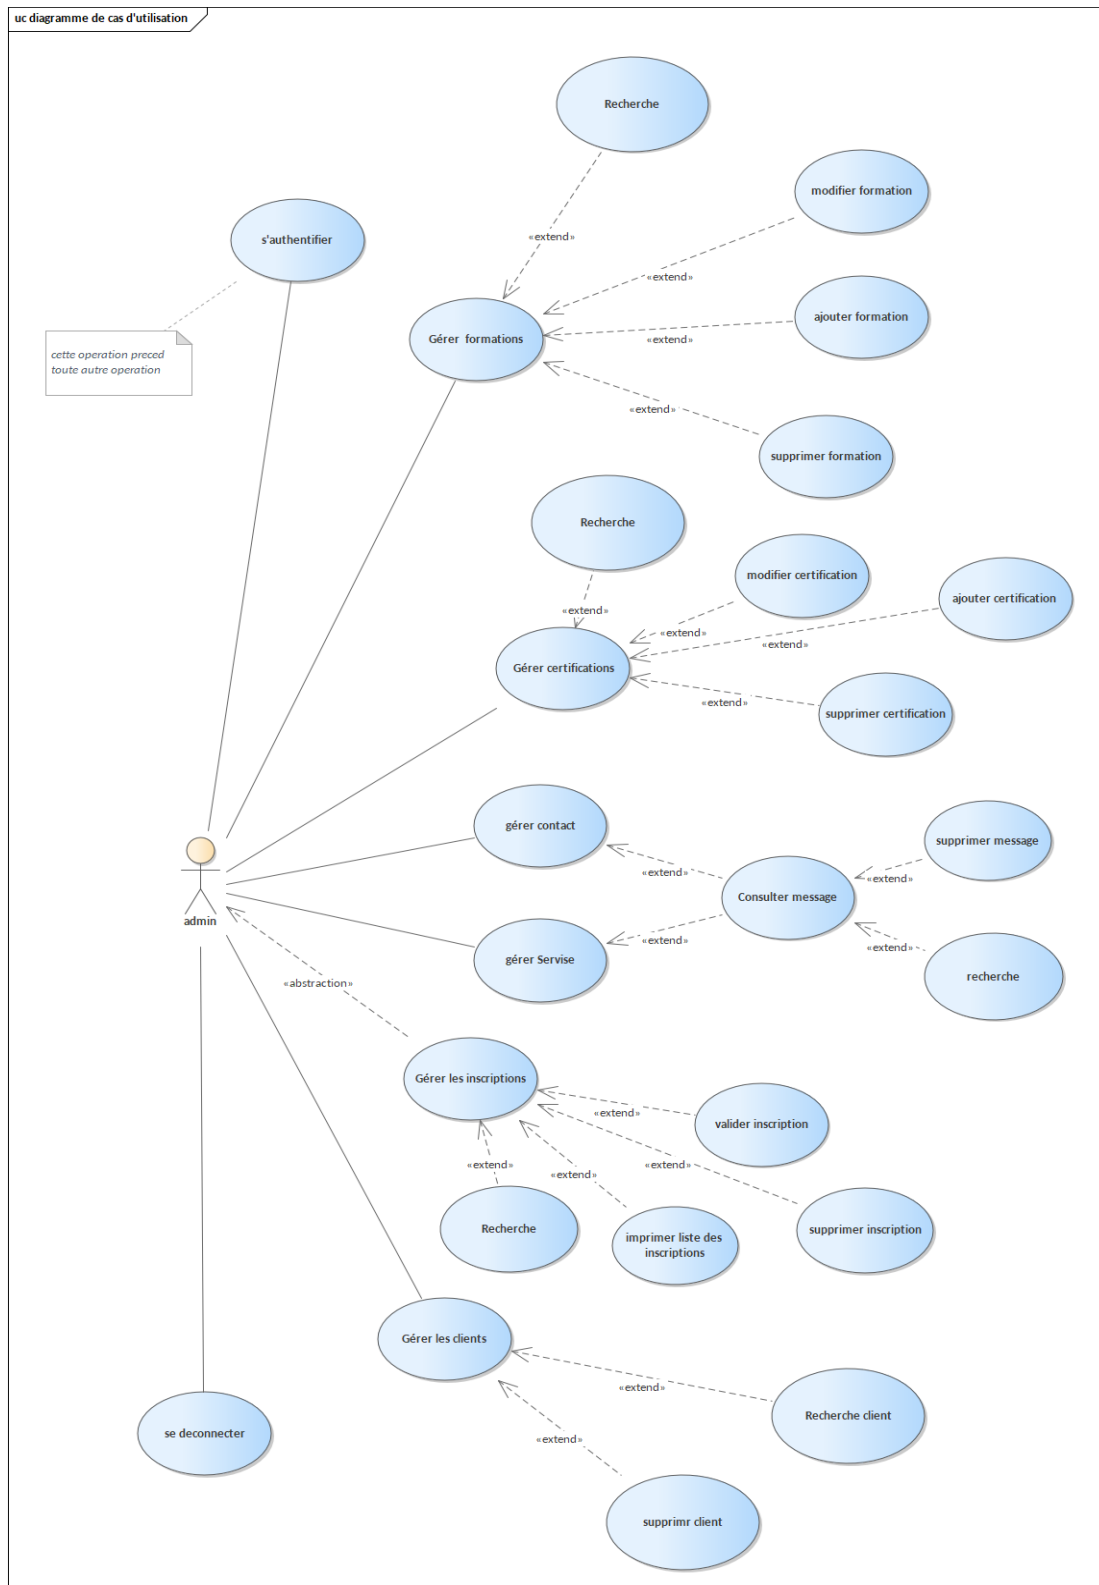 uc diagramme de cas d'utilisation
Recherche
modifier formation
s'authentifier
«extend»
«extend»
ajouter formation
Gérer  formations
«extend»
cette operation preced
toute autre operation
«extend»
supprimer formation
Recherche
modifier certification
ajouter certification
«extend»
«extend»
«extend»
Gérer certifications
«extend»
supprimer certification
gérer contact
supprimer message
«extend»
«extend»
Consulter message
admin
«extend»
«extend»
gérer Servise
recherche
«abstraction»
Gérer les inscriptions
«extend»
valider inscription
«extend»
«extend»
«extend»
Recherche
supprimer inscription
imprimer liste des
inscriptions
Gérer les clients
«extend»
Recherche client
se deconnecter
«extend»
supprimr client